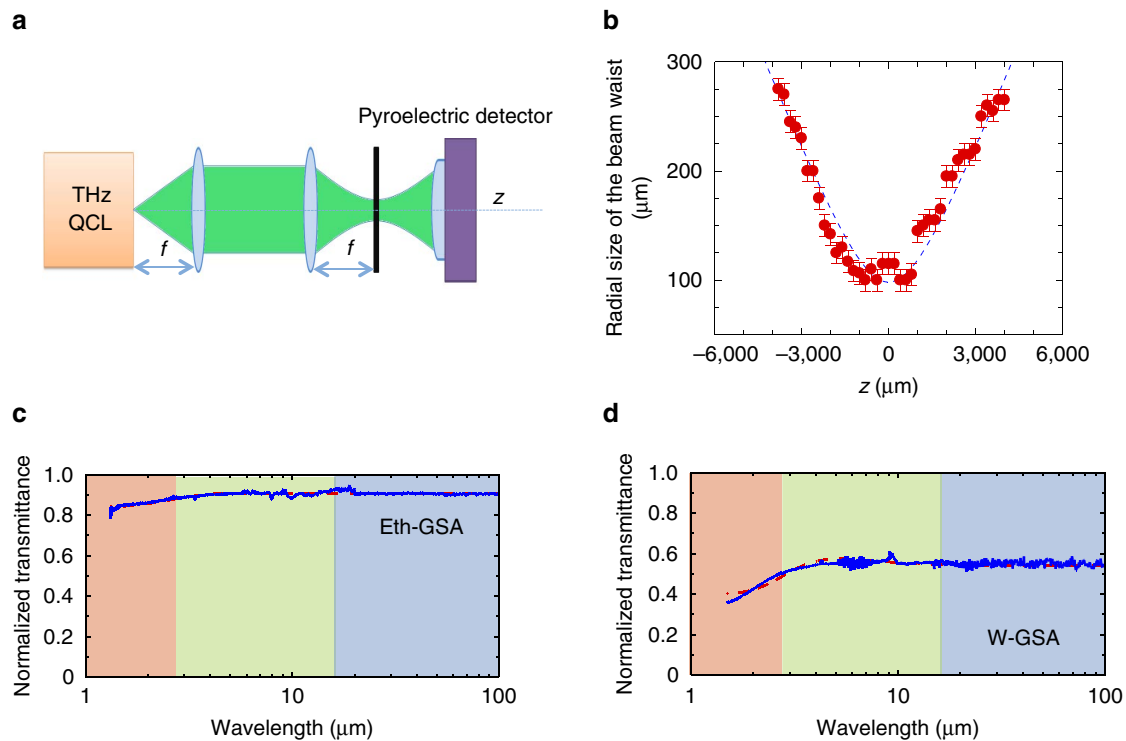 a
THz
QCL
f
f
Pyroelectric detector
z
b
Radial size of the beam waist
(μm)
300
200
100
–6,000
–3,000
0
3,000
6,000
z (μm)
c
Normalized transmittance
1.0
0.8
0.6
0.4
0.2
0
Eth-GSA
1
10
100
Wavelength (μm)
d
Normalized transmittance
1.0
0.8
0.6
0.4
0.2
0
W-GSA
1
10
100
Wavelength (μm)